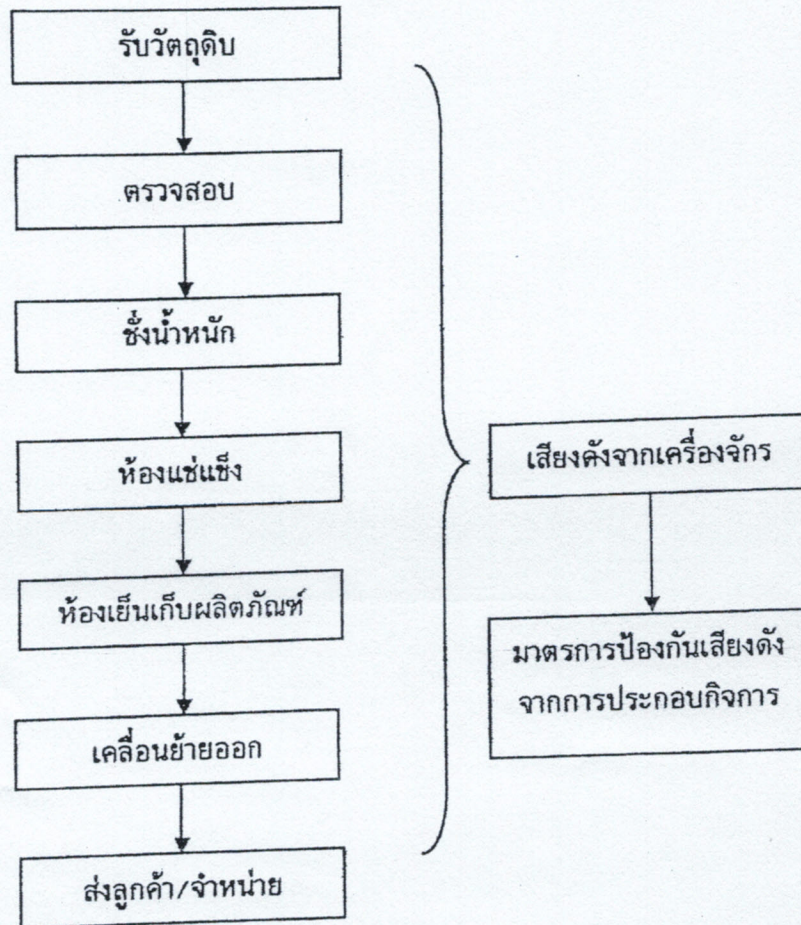 รับวัตถุดิบ
ตรวจสอบ
ชั่งน้ำหนัก
ห้องแช่แข็ง
ห้องเย็นเก็บผลิตภัณฑ์
เคลื่อนย้ายออก
ส่งลูกค้า/จำหน่าย
เสียงดังจากเครื่องจักร
มาตรการป้องกันเสียงดัง
จากการประกอบกิจการ